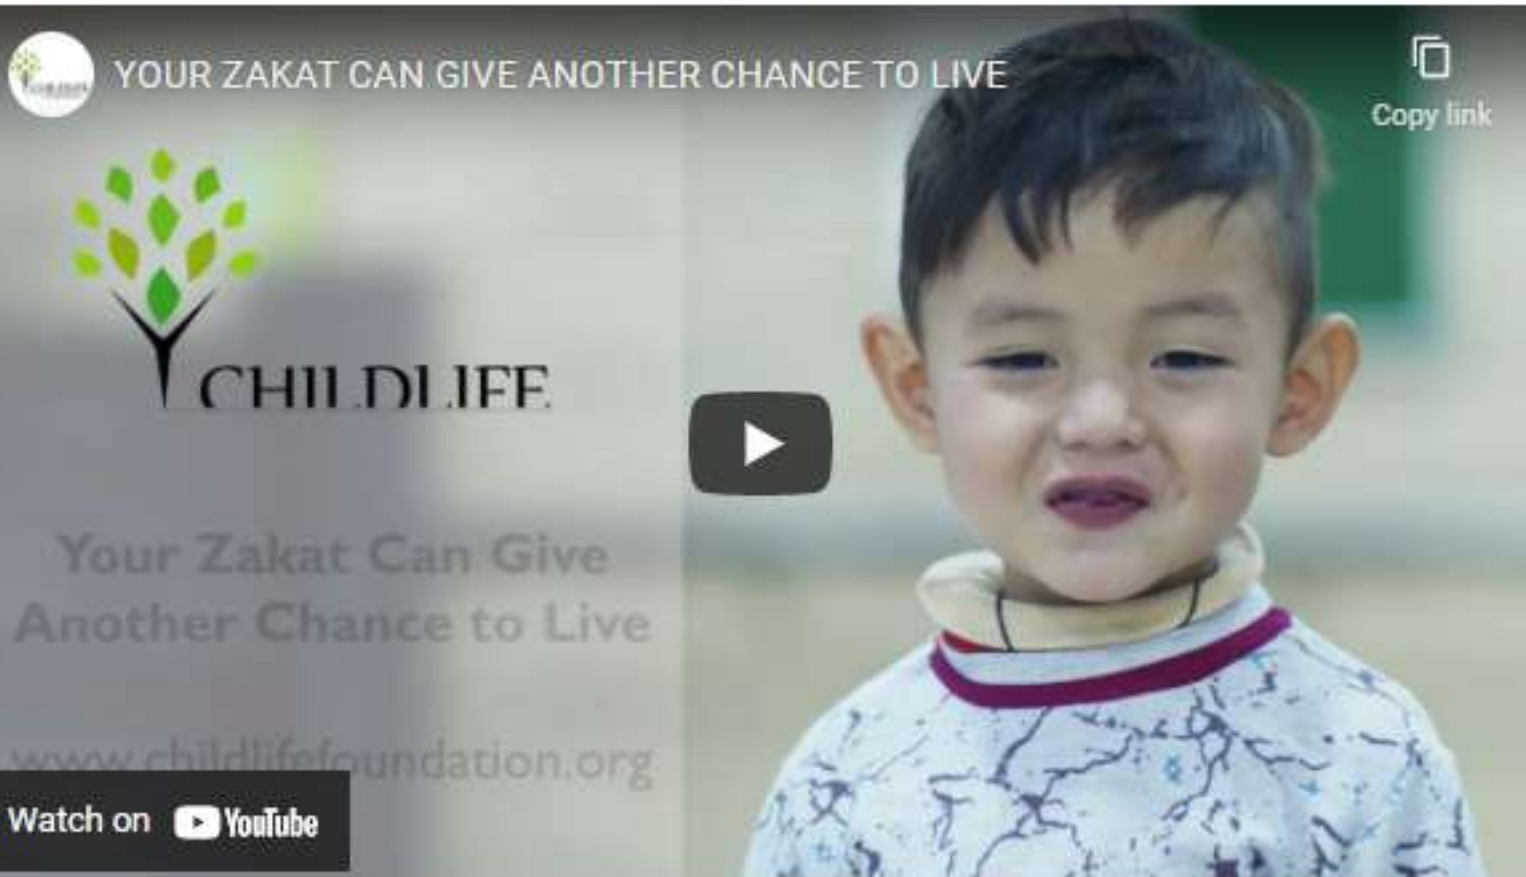 YOUR ZAKAT CAN GIVE ANOTHER CHANCE TO LIVE
Copy link
CHILDLIFE
Your Zakat Can Give
Another Chance to Live
www.childlifefoundation.org
Watch on YouTube